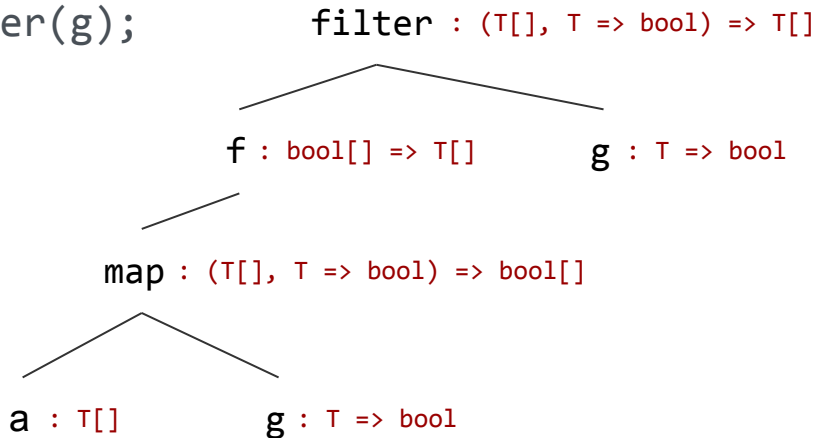 er(g);
filter : (T[], T => bool) => T[]
f : bool[] => T[]
g : T => bool
map : (T[], T => bool) => bool[]
a : T[]
g : T => bool